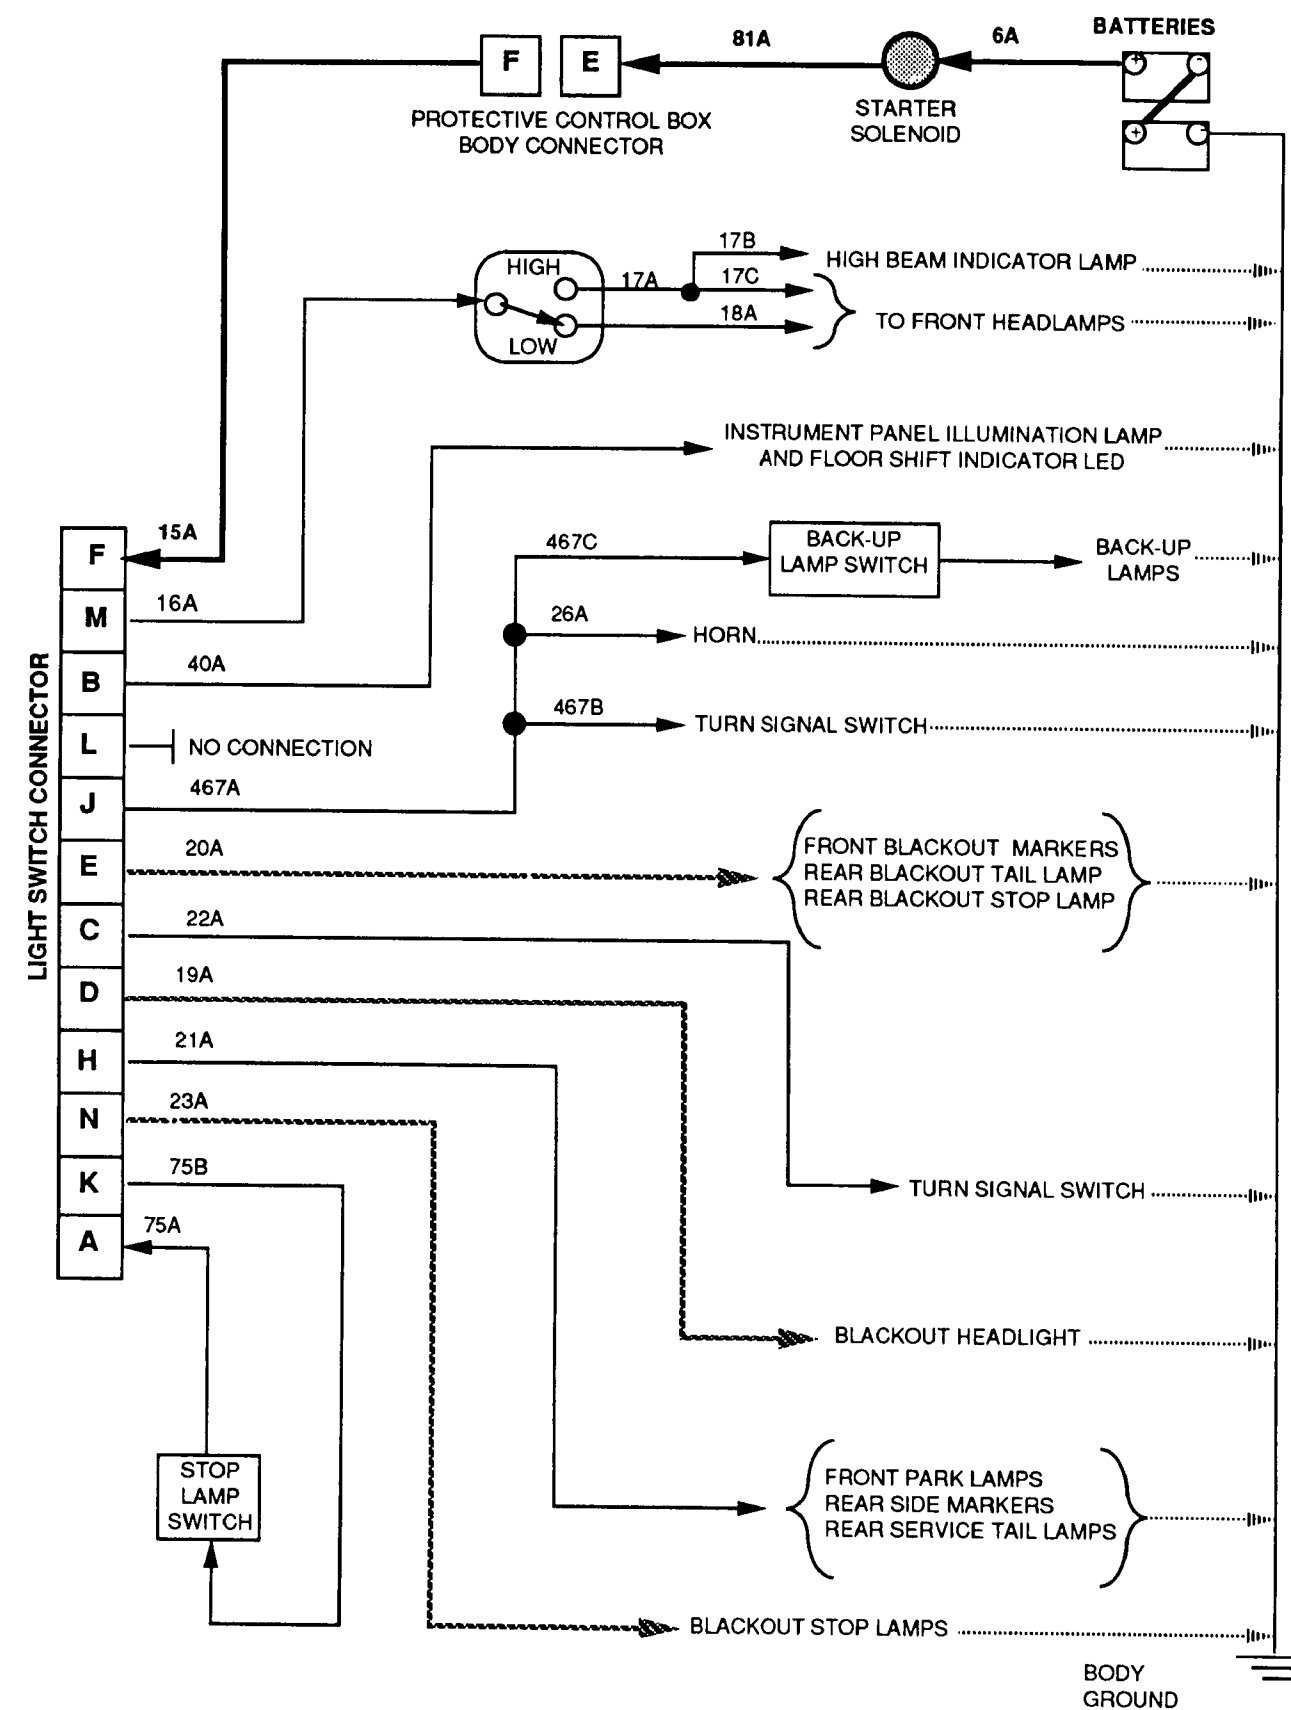 BATTERIES
6A
81A
F
E
+
-
+
STARTER
SOLENOID
PROTECTIVE CONTROL BOX
BODY CONNECTOR
17B
HIGH BEAM INDICATOR LAMP
HIGH
17A
17C
18A
TO FRONT HEADLAMPS
LOW
INSTRUMENT PANEL ILLUMINATION LAMP
AND FLOOR SHIFT INDICATOR LED
LIGHT SWITCH CONNECTOR
F
15A
467C
BACK-UP
LAMP SWITCH
BACK-UP
LAMPS
M
16A
26A
HORN
B
40A
467B
TURN SIGNAL SWITCH
L
NO CONNECTION
J
467A
E
20A
FRONT BLACKOUT MARKERS
REAR BLACKOUT TAIL LAMP
REAR BLACKOUT STOP LAMP
C
22A
D
19A
H
21A
N
23A
K
75B
TURN SIGNAL SWITCH
A
75A
BLACKOUT HEADLIGHT
STOP
LAMP
SWITCH
FRONT PARK LAMPS
REAR SIDE MARKERS
REAR SERVICE TAIL LAMPS
BLACKOUT STOP LAMPS
BODY
GROUND